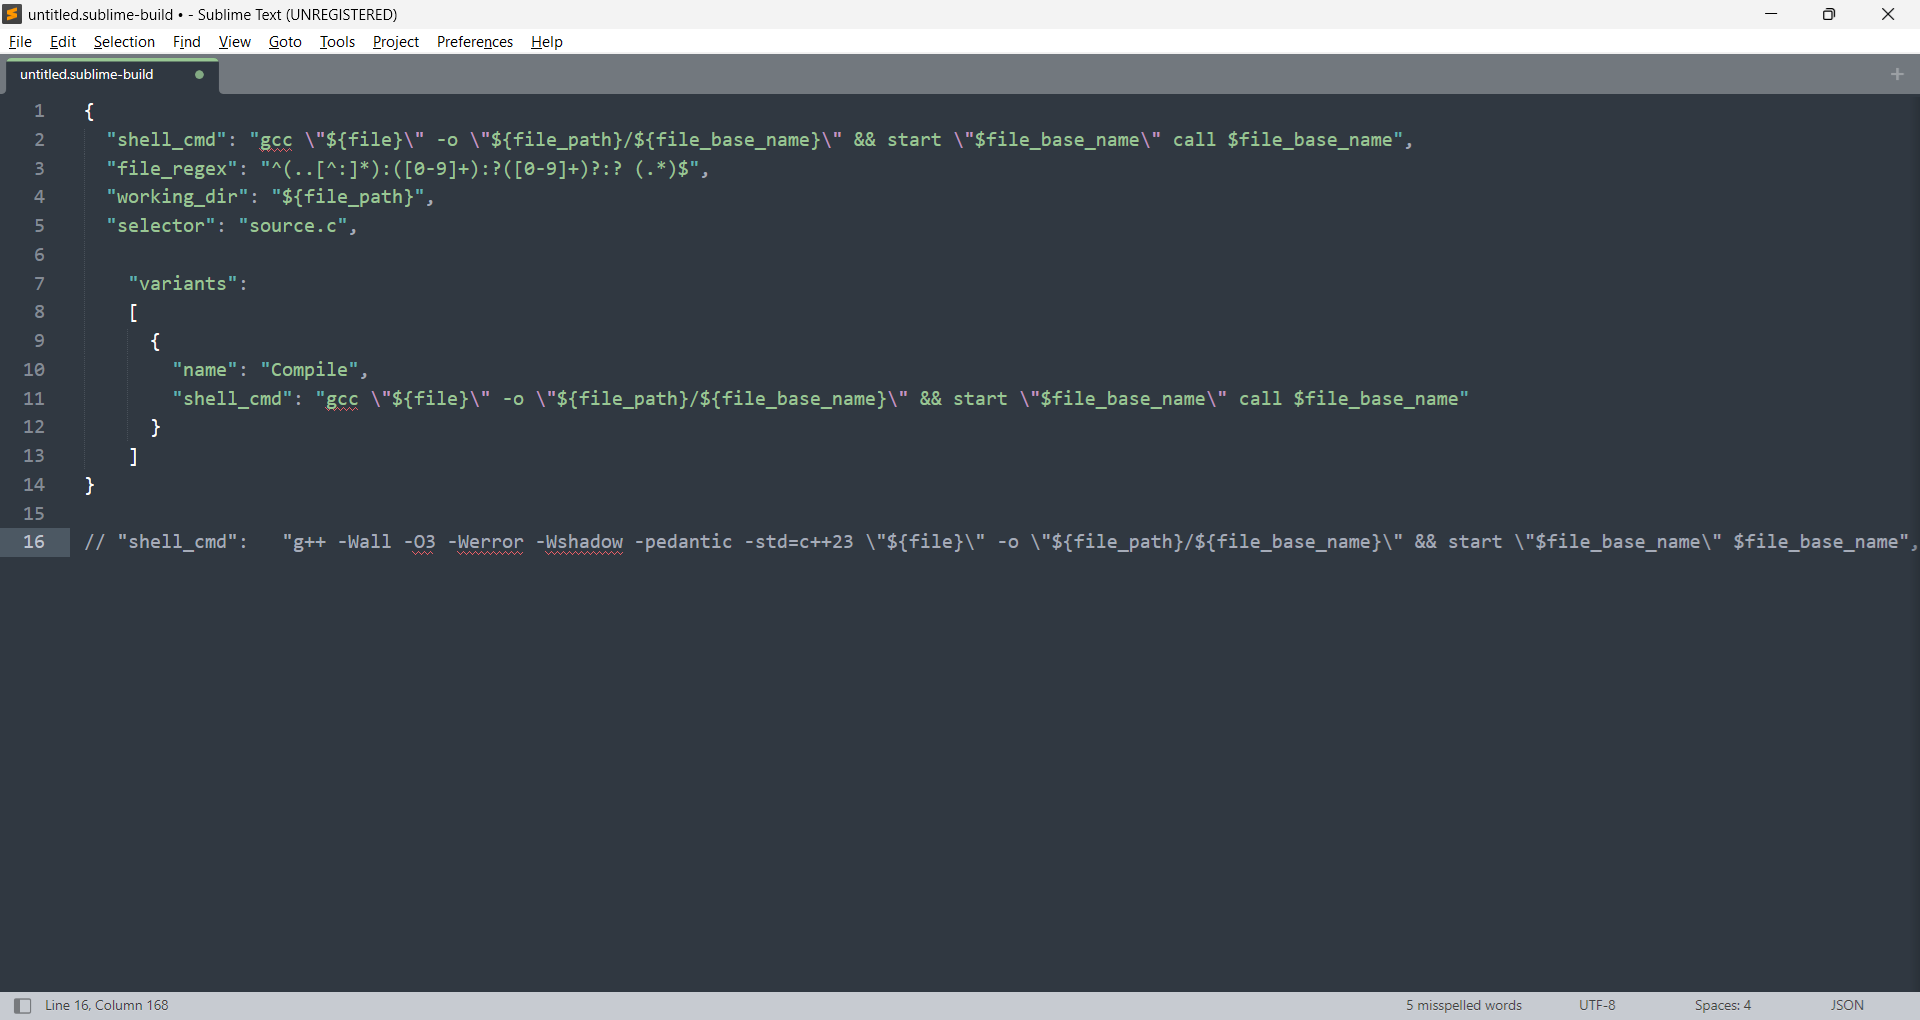 untitled.sublime-build • - Sublime Text (UNREGISTERED)
File Edit Selection Find View Goto Tools Project Preferences Help
untitled.sublime-build
1 {
2 "shell_cmd": "gcc \"${file}\" -o \"${file_path}/${file_base_name}\" && start \"$file_base_name\" call $file_base_name",
3 "file_regex": "^(..[^:]*):([0-9]+):?([0-9]+)?:? (.*)$",
4 "working_dir": "${file_path}",
5 "selector": "source.c",
6
7 "variants":
8 [
9 {
10 "name": "Compile",
11 "shell_cmd": "gcc \"${file}\" -o \"${file_path}/${file_base_name}\" && start \"$file_base_name\" call $file_base_name"
12 }
13 ]
14 }
15
16 // "shell_cmd":   "g++ -Wall -O3 -Werror -Wshadow -pedantic -std=c++23 \"${file}\" -o \"${file_path}/${file_base_name}\" && start \"$file_base_name\" $file_base_name",
Line 16, Column 168 5 misspelled words UTF-8 Spaces: 4 JSON